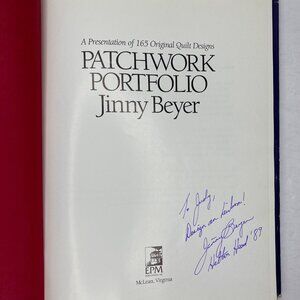 A Presentation of 165 Original Quilt Designs
PATCHWORK
PORTFOLIO
Jinny Beyer
To Judy,
Design on
Jinny Beyer
Hilton Head '89
EPM
McLean, Virginia